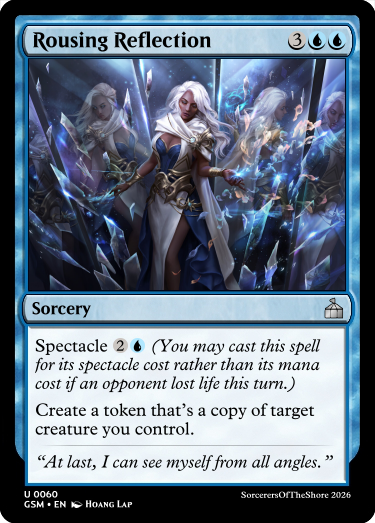 Rousing Reflection 3
Sorcery
Spectacle 2 (You may cast this spell
for its spectacle cost rather than its mana
cost if an opponent lost life this turn.)
Create a token that's a copy of target
creature you control.
"At last, I can see myself from all angles."
U 0060
GSM • EN Hoang Lap
SorcerersOfTheShore 2026